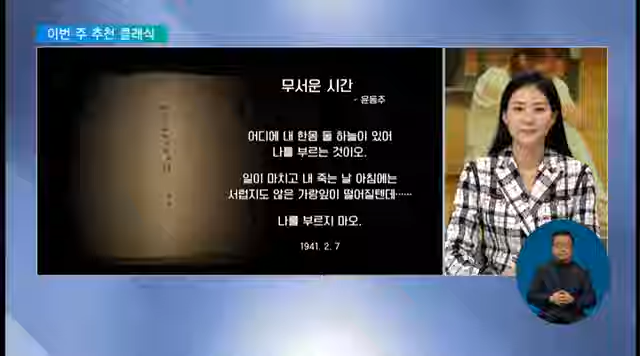 이번 주 추천 클래식
무서운 시간
- 윤동주
어디에 내 한몸 둘 하늘이 있어
나를 부르는 것이오.
일이 마치고 내 죽는 날 아침에는
서럽지도 않은 가랑잎이 떨어질텐데……
나를 부르지 마오.
1941. 2. 7